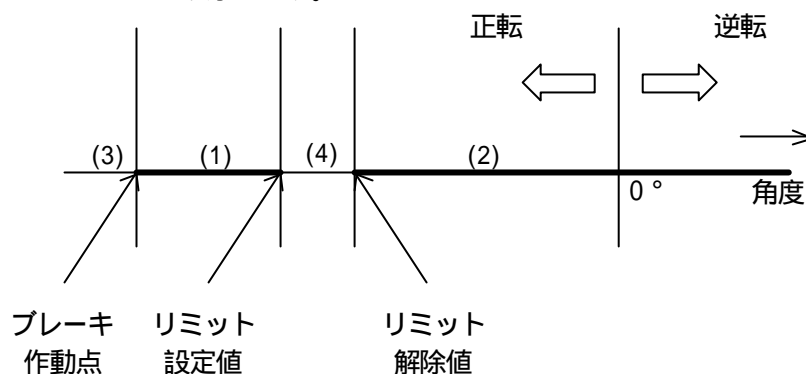 正転 逆転
(3) (1) (4) (2)
0 ° 角度
ブレーキ リミット リミット
作動点 設定値 解除値